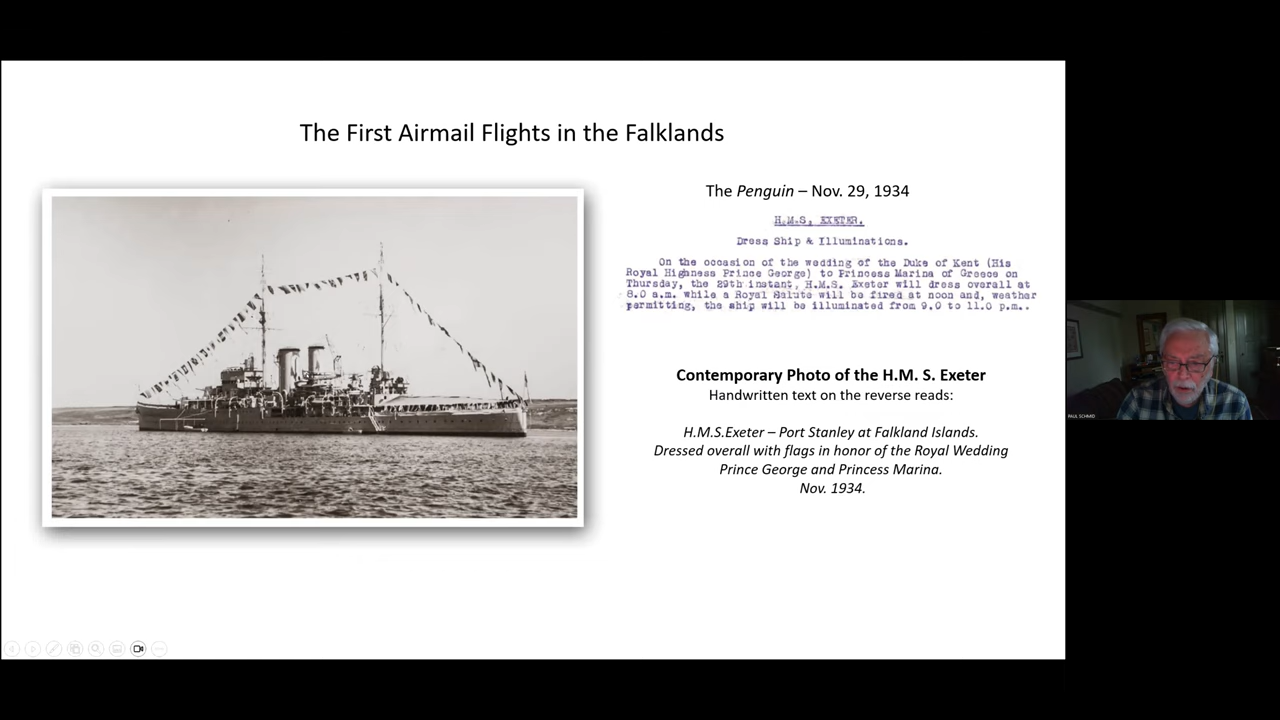 The First Airmail Flights in the Falklands
The Penguin – Nov. 29, 1934
H.M.S. EXETER.
Dress Ship & Illuminations.
On the occasion of the wedding of the Duke of Kent (His
Royal Highness Prince George) to Princess Marina of Greece on
Thursday, the 29th instant, H.M.S. Exeter will dress overall at
8.0 a.m. while a Royal Salute will be fired at noon and, weather
permitting, the ship will be illuminated from 9.0 to 11.0 p.m..
Contemporary Photo of the H.M. S. Exeter
Handwritten text on the reverse reads:
H.M.S.Exeter – Port Stanley at Falkland Islands.
Dressed overall with flags in honor of the Royal Wedding
Prince George and Princess Marina.
Nov. 1934.
PAUL SCHMID